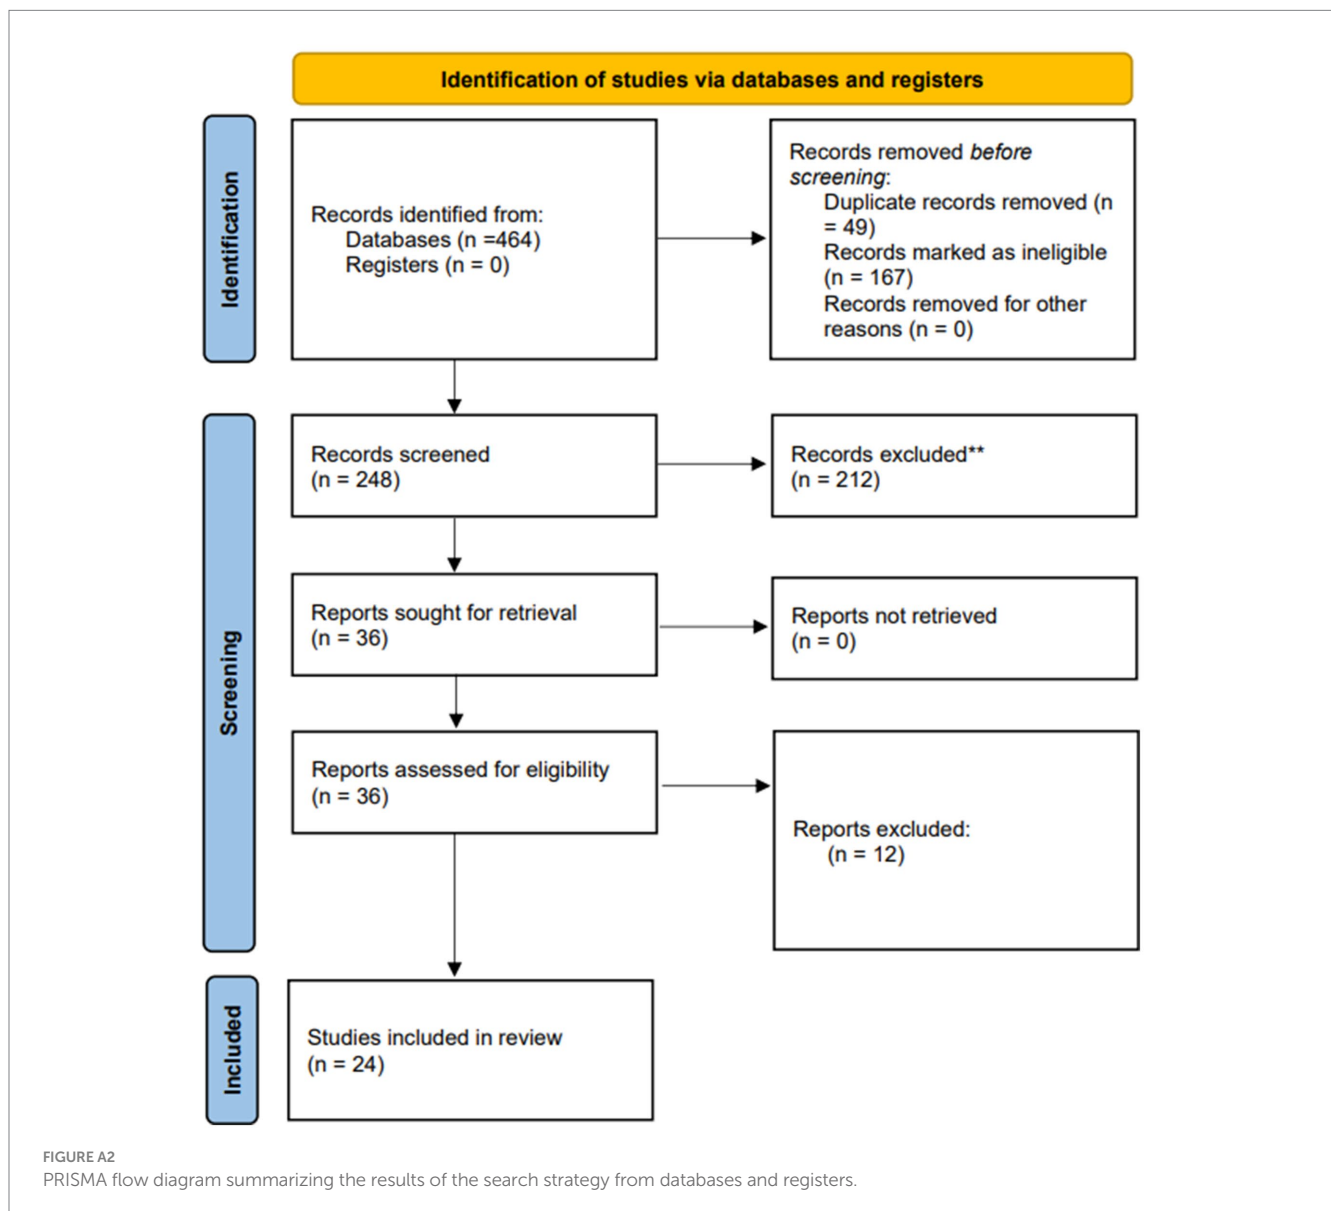 Identification of studies via databases and registers
Identification
Records identified from:
Databases (n =464)
Registers (n = 0)
Records removed before
screening:
Duplicate records removed (n
= 49)
Records marked as ineligible
(n = 167)
Records removed for other
reasons (n = 0)
Screening
Records screened
(n = 248)
Records excluded**
(n = 212)
Reports sought for retrieval
(n = 36)
Reports not retrieved
(n = 0)
Reports assessed for eligibility
(n = 36)
Reports excluded:
(n = 12)
Included
Studies included in review
(n = 24)
FIGURE A2
PRISMA flow diagram summarizing the results of the search strategy from databases and registers.